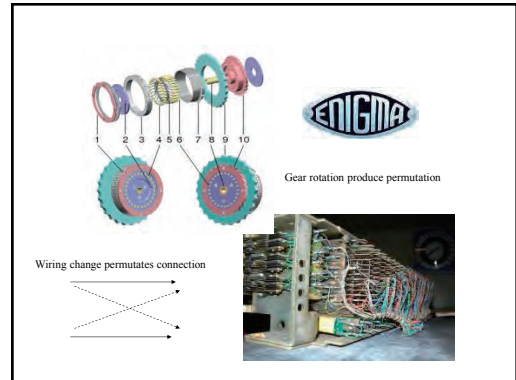 1 2 3 4 5 6 7 8 9 10
ENIGMA
Gear rotation produce permutation
Wiring change permutates connection